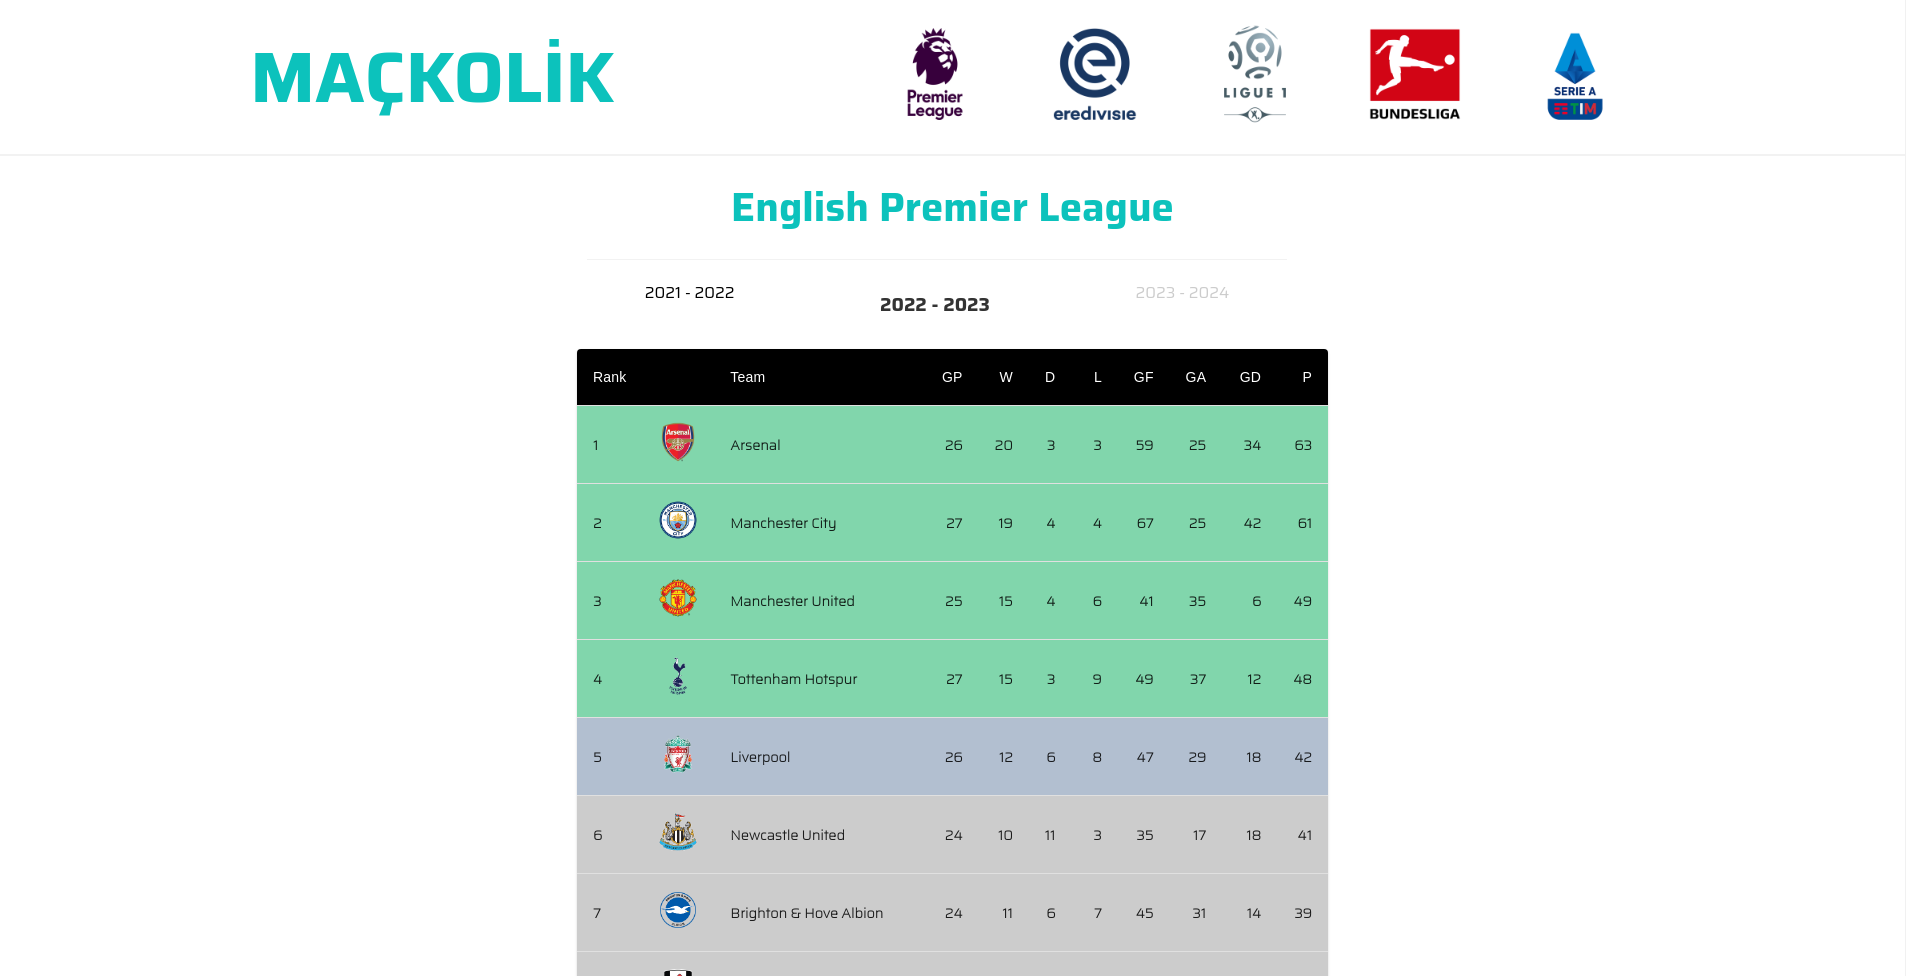 MAÇKOLİK
Premier
League
eredivisie
LIGUE 1
BUNDESLIGA
SERIE A
TIM
English Premier League
2021 - 2022
2022 - 2023
2023 - 2024
Rank Team GP W D L GF GA GD P
1 Arsenal Arsenal 26 20 3 3 59 25 34 63
2 MANCHESTER CITY Manchester City 27 19 4 4 67 25 42 61
3 MANCHESTER UNITED Manchester United 25 15 4 6 41 35 6 49
4 Tottenham Hotspur 27 15 3 9 49 37 12 48
5 Liverpool 26 12 6 8 47 29 18 42
6 Newcastle United 24 10 11 3 35 17 18 41
7 Brighton & Hove Albion 24 11 6 7 45 31 14 39